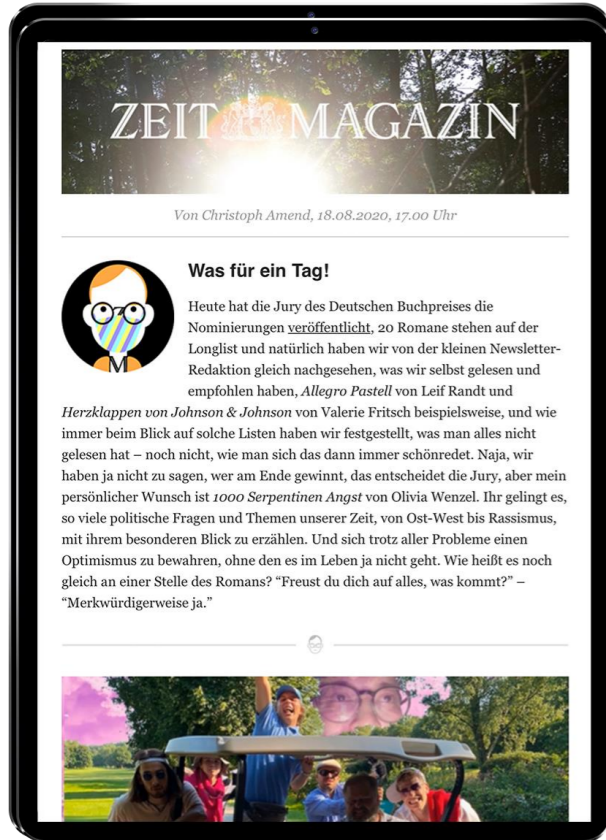 ZEIT MAGAZIN
Von Christoph Amend, 18.08.2020, 17.00 Uhr
Was für ein Tag!
Heute hat die Jury des Deutschen Buchpreises die
Nominierungen veröffentlicht, 20 Romane stehen auf der
Longlist und natürlich haben wir von der kleinen Newsletter-
Redaktion gleich nachgesehen, was wir selbst gelesen und
empfohlen haben, Allegro Pastell von Leif Randt und
Herzklappen von Johnson & Johnson von Valerie Fritsch beispielsweise, und wie
immer beim Blick auf solche Listen haben wir festgestellt, was man alles nicht
gelesen hat – noch nicht, wie man sich das dann immer schönredet. Naja, wir
haben ja nicht zu sagen, wer am Ende gewinnt, das entscheidet die Jury, aber mein
persönlicher Wunsch ist 1000 Serpentinen Angst von Olivia Wenzel. Ihr gelingt es,
so viele politische Fragen und Themen unserer Zeit, von Ost-West bis Rassismus,
mit ihrem besonderen Blick zu erzählen. Und sich trotz aller Probleme einen
Optimismus zu bewahren, ohne den es im Leben ja nicht geht. Wie heißt es noch
gleich an einer Stelle des Romans? “Freust du dich auf alles, was kommt?” –
“Merkwürdigerweise ja.”
M